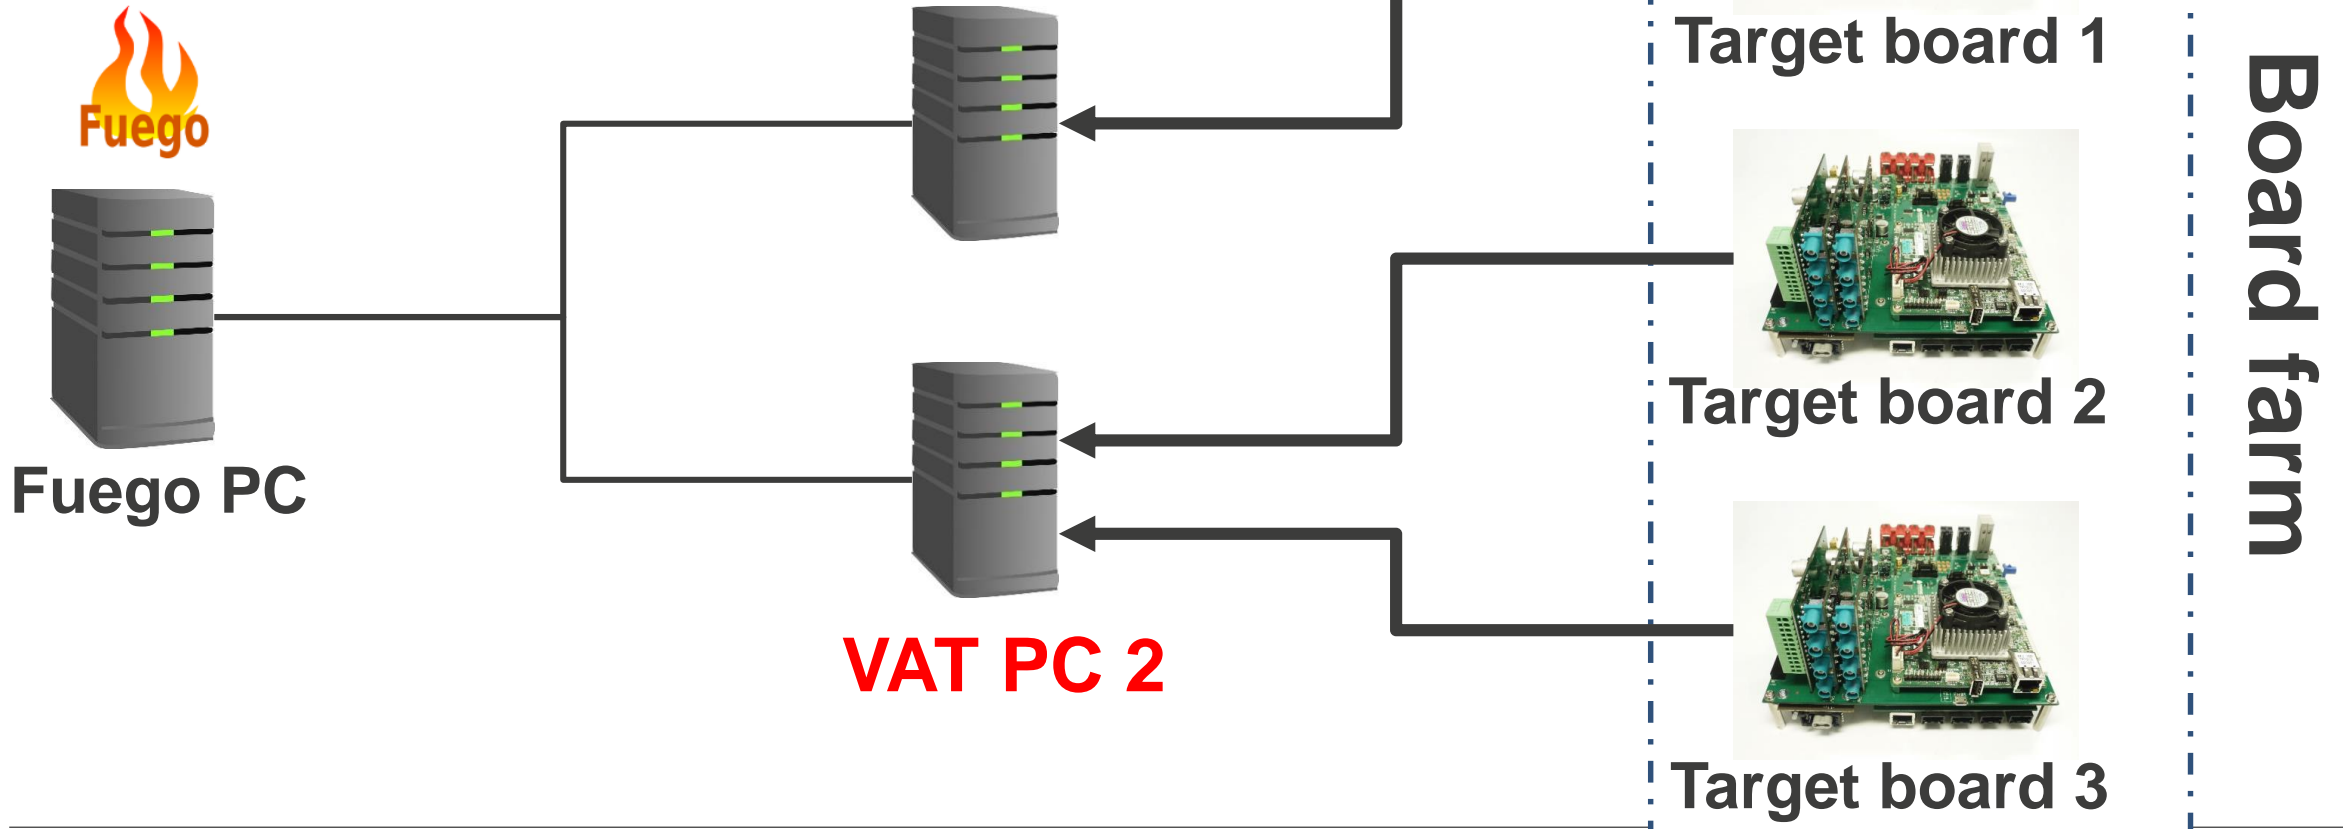 Target board 1
Fuego
Board farm
Target board 2
Fuego PC
VAT PC 2
Target board 3